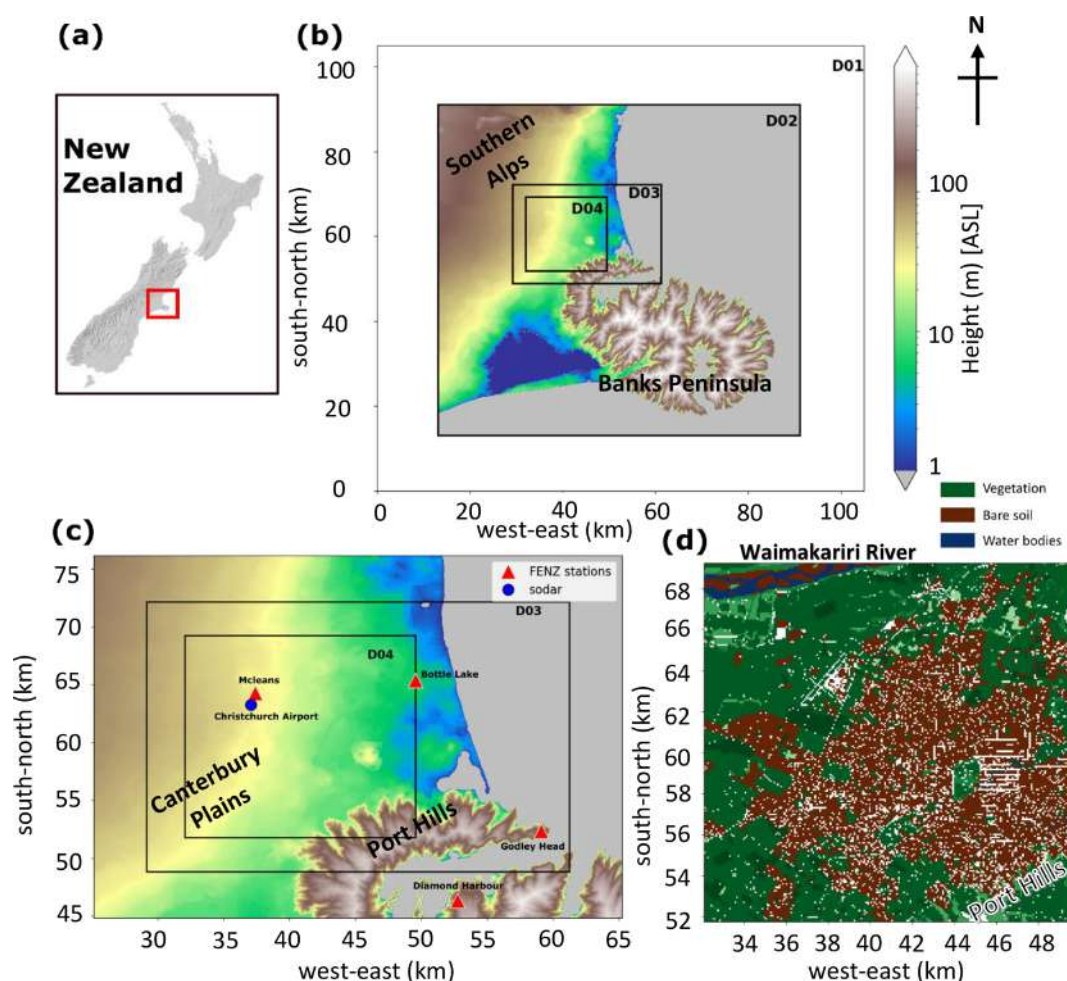 (a)
New
Zealand
(b)
N
D01
D02
D03
D04
Southern
Alps
Banks Peninsula
100
80
60
40
20
0
south-north (km)
0
20
40
60
80
100
west-east (km)
100
10
1
Height (m) [ASL]
Vegetation
Bare soil
Water bodies
(c)
FENZ stations
sodar
D03
D04
Mcleans
Christchurch Airport
Bottle Lake
Canterbury
Plains
Port Hills
Godley Head
Diamond Harbour
75
70
65
60
55
50
45
south-north (km)
30
35
40
45
50
55
60
65
west-east (km)
(d)
Waimakariri River
Port Hills
68
66
64
62
60
58
56
54
52
south-north (km)
34
36
38
40
42
44
46
48
west-east (km)